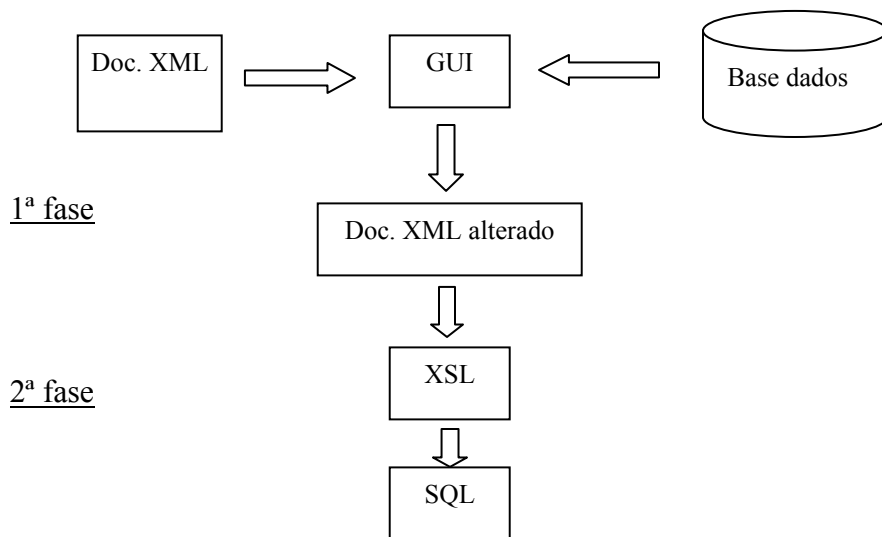 Doc. XML
GUI
Base dados
1ª fase
Doc. XML alterado
XSL
2ª fase
SQL